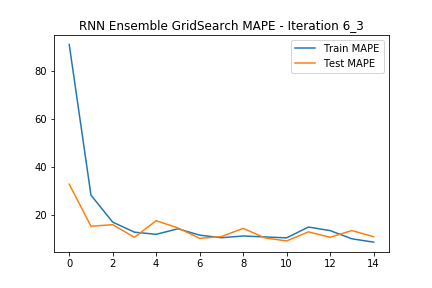 RNN Ensemble GridSearch MAPE - Iteration 6_3
Train MAPE
Test MAPE
80
60
40
20
0 2 4 6 8 10 12 14